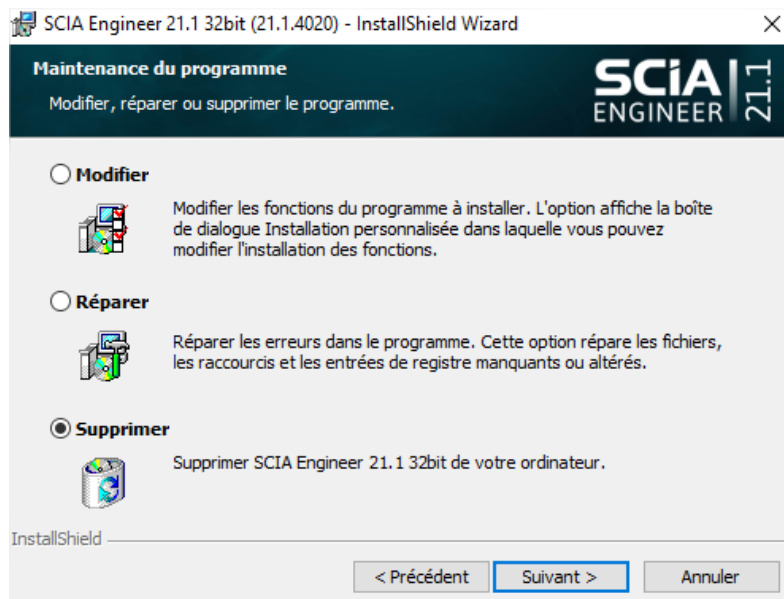 SCIA Engineer 21.1 32bit (21.1.4020) - InstallShield Wizard
Maintenance du programme
Modifier, réparer ou supprimer le programme.
SCiA
ENGINEER
21.1
Modifier
Modifier les fonctions du programme à installer. L'option affiche la boîte
de dialogue Installation personnalisée dans laquelle vous pouvez
modifier l'installation des fonctions.
Réparer
Réparer les erreurs dans le programme. Cette option répare les fichiers,
les raccourcis et les entrées de registre manquants ou altérés.
Supprimer
Supprimer SCIA Engineer 21.1 32bit de votre ordinateur.
InstallShield
< Précédent
Suivant >
Annuler